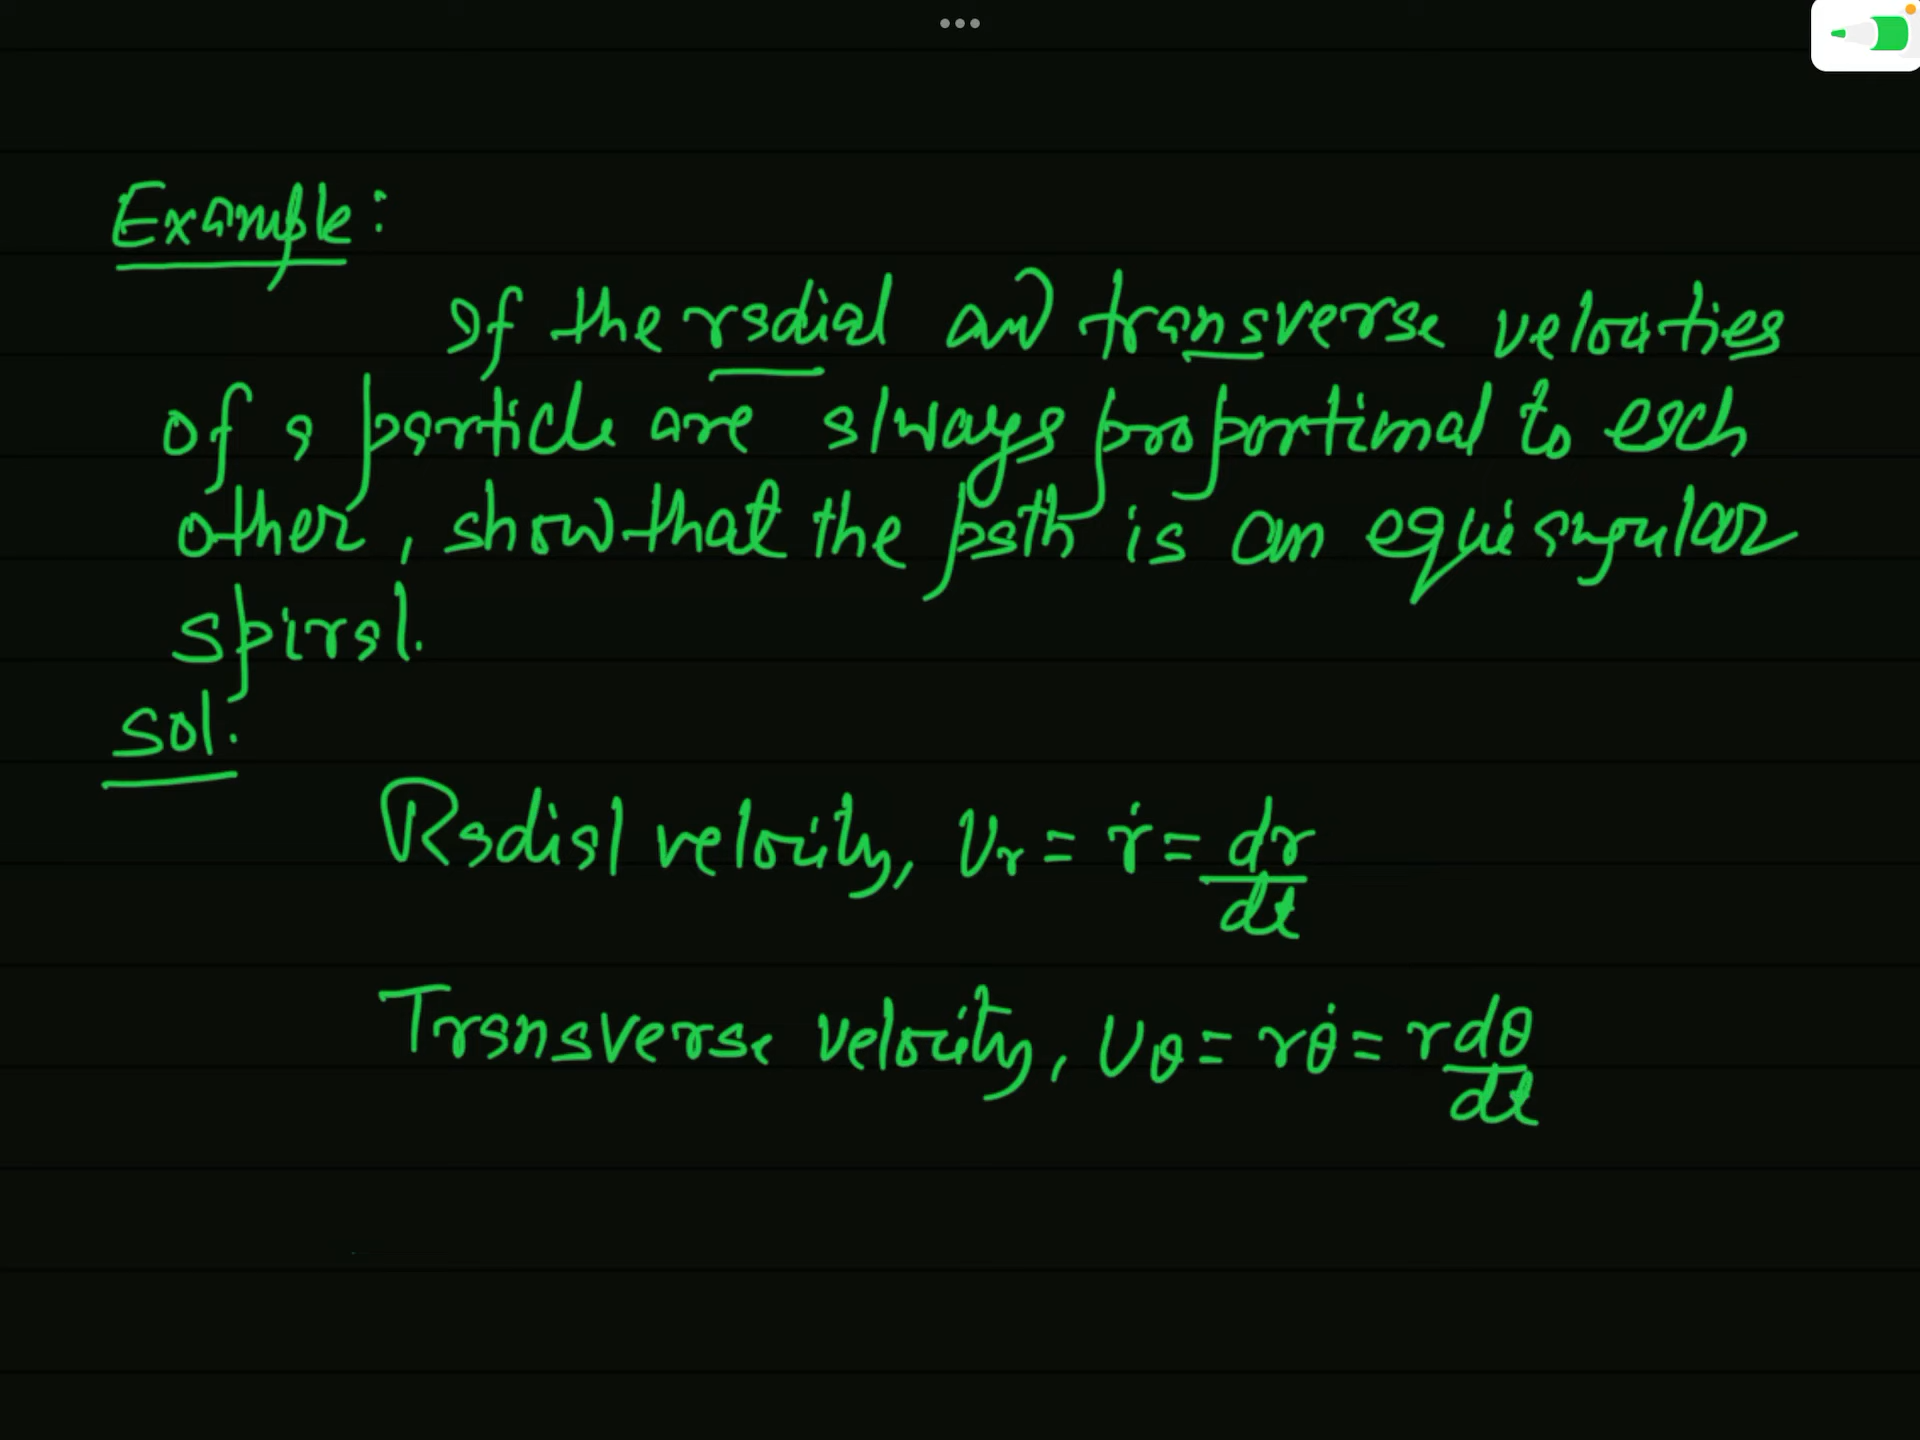 Example:
If the radial and transverse velocities
of a particle are always proportional to each
other, show that the path is an equiangular
spiral.
Sol.
Radial velocity, Vr = ṙ = dr/dt
Transverse velocity, Vθ = rθ̇ = r dθ/dt